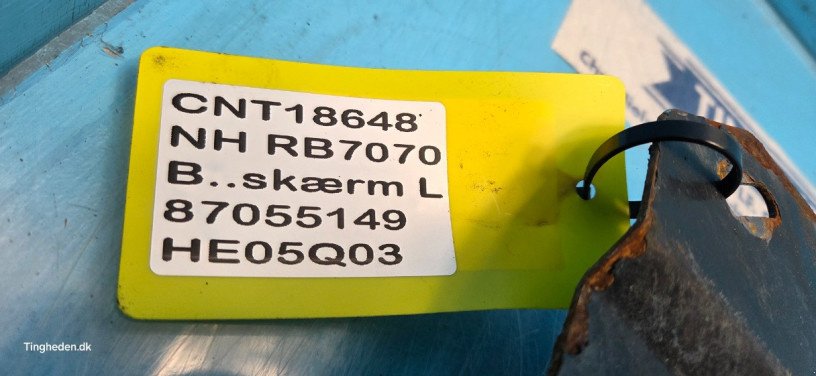 CNT18648
NH RB7070
B..skærm L
87055149
HE05Q03
Tingheden.dk